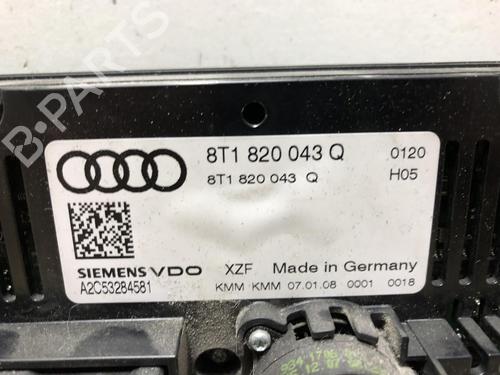 B-PARTS
8T1 820 043 Q 0120
8T1 820 043 Q H05
SIEMENS VDO XZF Made in Germany
A2C53284581 KMM KMM 07.01.08 0001 0018